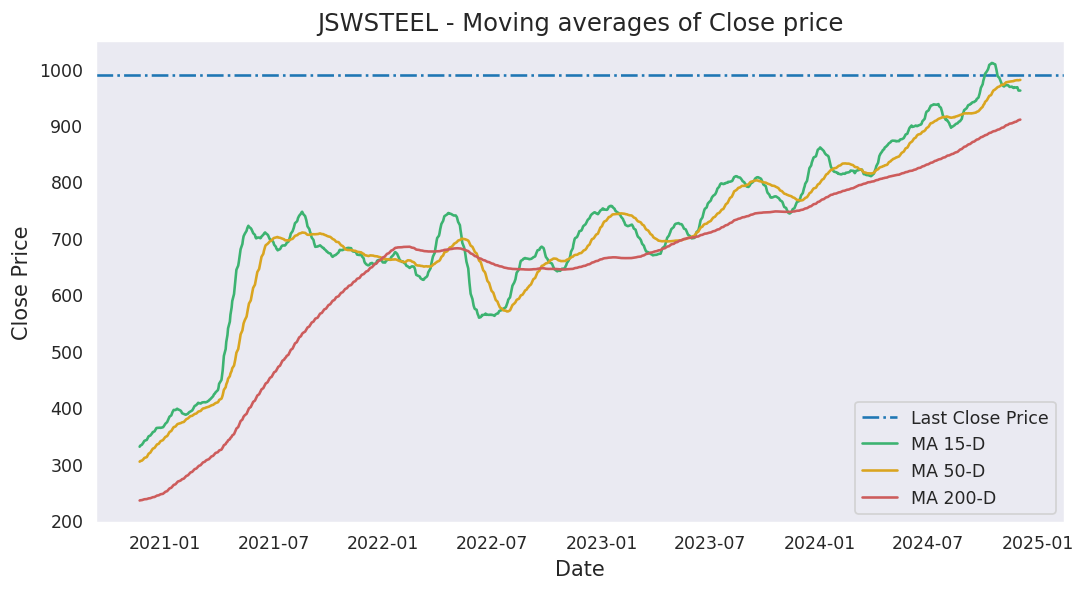 JSWSTEEL - Moving averages of Close price
Close Price
1000
900
800
700
600
500
400
300
200
2021-01
2021-07
2022-01
2022-07
2023-01
2023-07
2024-01
2024-07
2025-01
Date
Last Close Price
MA 15-D
MA 50-D
MA 200-D